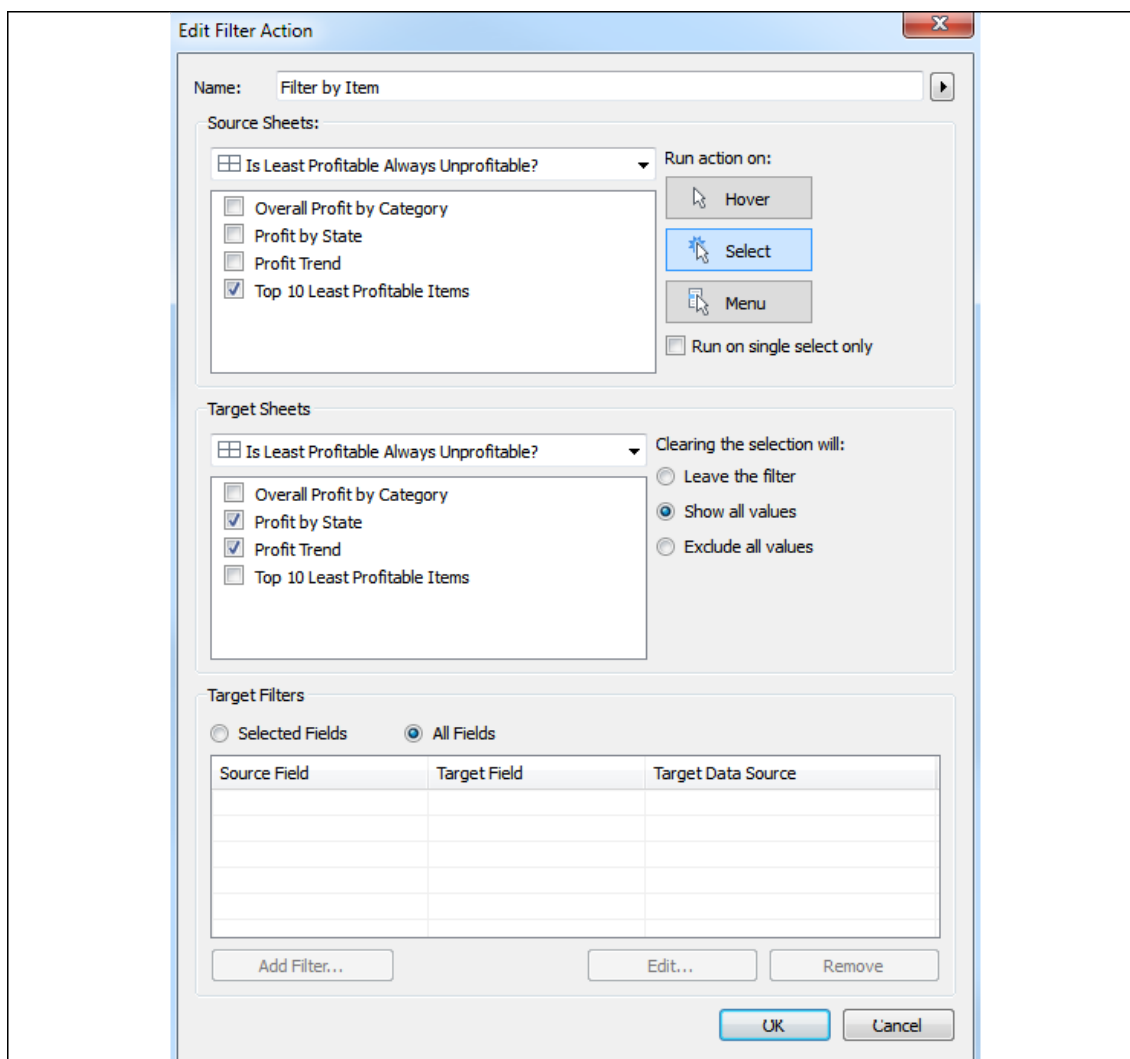 Edit Filter Action
X
Name: Filter by Item
Source Sheets:
Is Least Profitable Always Unprofitable?
Overall Profit by Category
Profit by State
Profit Trend
Top 10 Least Profitable Items
Run action on:
Hover
Select
Menu
Run on single select only
Target Sheets
Is Least Profitable Always Unprofitable?
Overall Profit by Category
Profit by State
Profit Trend
Top 10 Least Profitable Items
Clearing the selection will:
Leave the filter
Show all values
Exclude all values
Target Filters
Selected Fields All Fields
Source Field Target Field Target Data Source
Add Filter... Edit... Remove
OK Cancel